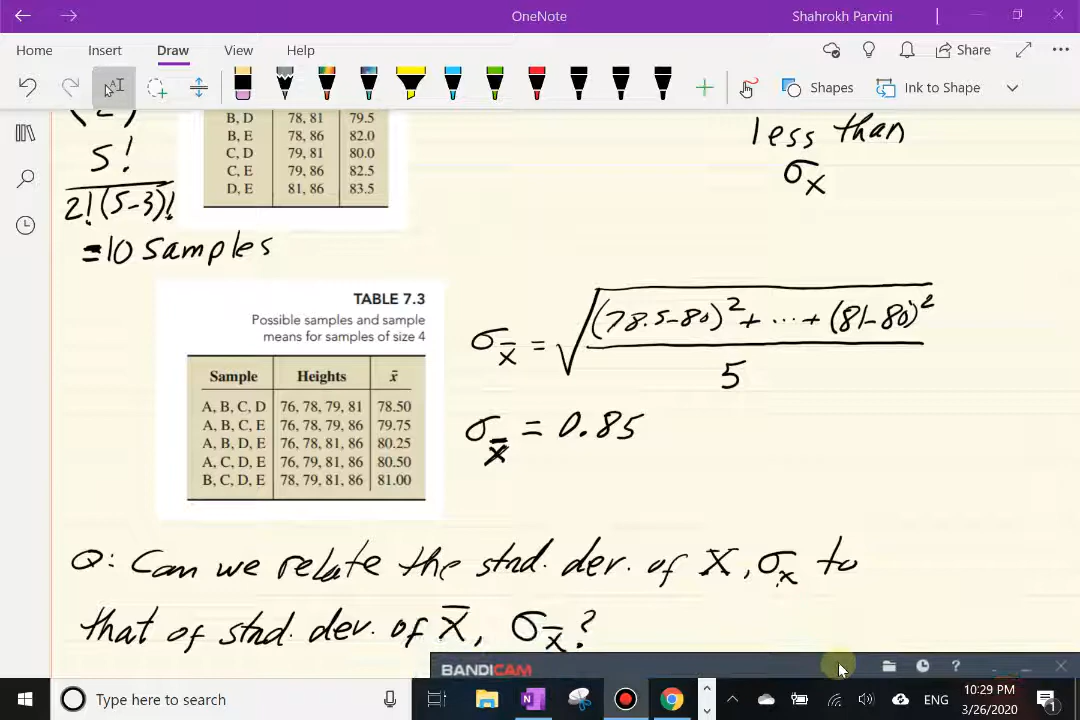 OneNote
Shahrokh Parvini
Home Insert Draw View Help
Share
Shapes
Ink to Shape
B, D 78, 81 79.5
B, E 78, 86 82.0
C, D 79, 81 80.0
C, E 79, 86 82.5
D, E 81, 86 83.5
5!
2!(5-3)!
=10 samples
less than
σx
TABLE 7.3
Possible samples and sample
means for samples of size 4
Sample Heights x̄
A, B, C, D 76, 78, 79, 81 78.50
A, B, C, E 76, 78, 79, 86 79.75
A, B, D, E 76, 78, 81, 86 80.25
A, C, D, E 76, 79, 81, 86 80.50
B, C, D, E 78, 79, 81, 86 81.00
σx̄ = √((78.5-80)² + ... + (81-80)²
5
σx̄ = 0.85
Q: Can we relate the stnd. dev. of X, σx to
that of stnd. dev. of x̄, σx̄?
BANDICAM
Type here to search
ENG
10:29 PM
3/26/2020
1